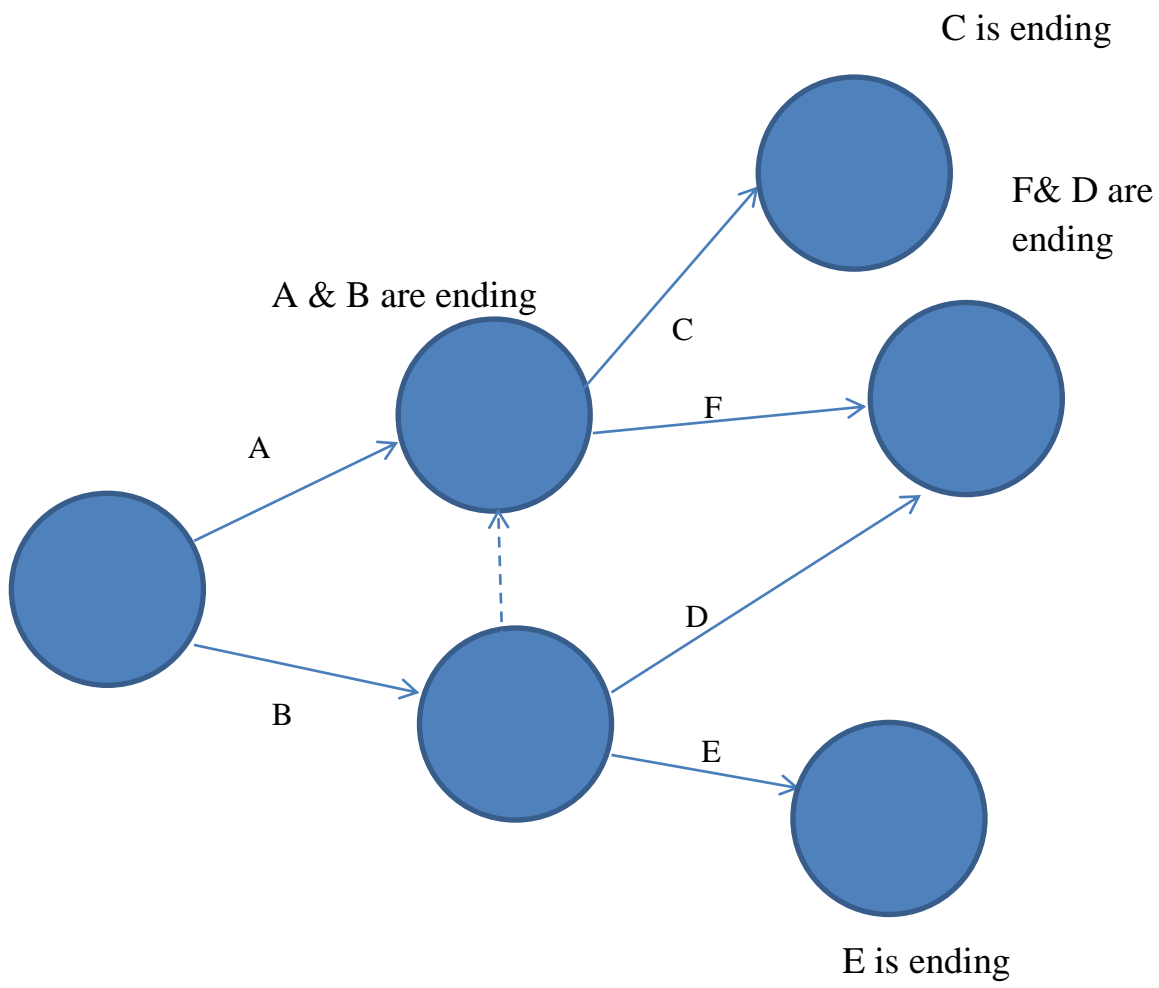 C is ending
F& D are
ending
A & B are ending
C
F
A
D
B
E
E is ending